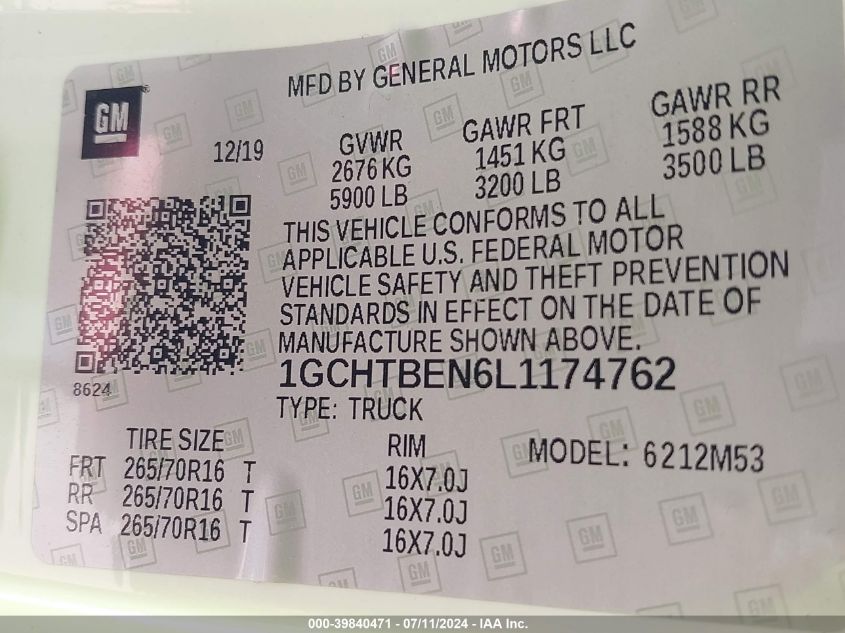 MFD BY GENERAL MOTORS LLC
GM
12/19
GVWR GAWR FRT GAWR RR
2676 KG 1451 KG 1588 KG
5900 LB 3200 LB 3500 LB
THIS VEHICLE CONFORMS TO ALL
APPLICABLE U.S. FEDERAL MOTOR
VEHICLE SAFETY AND THEFT PREVENTION
STANDARDS IN EFFECT ON THE DATE OF
MANUFACTURE SHOWN ABOVE.
8624
1GCHTBEN6L1174762
TYPE: TRUCK
TIRE SIZE RIM MODEL: 6212M53
FRT 265/70R16 T 16X7.0J
RR 265/70R16 T 16X7.0J
SPA 265/70R16 T 16X7.0J
000-39840471 - 07/11/2024 - IAA Inc.